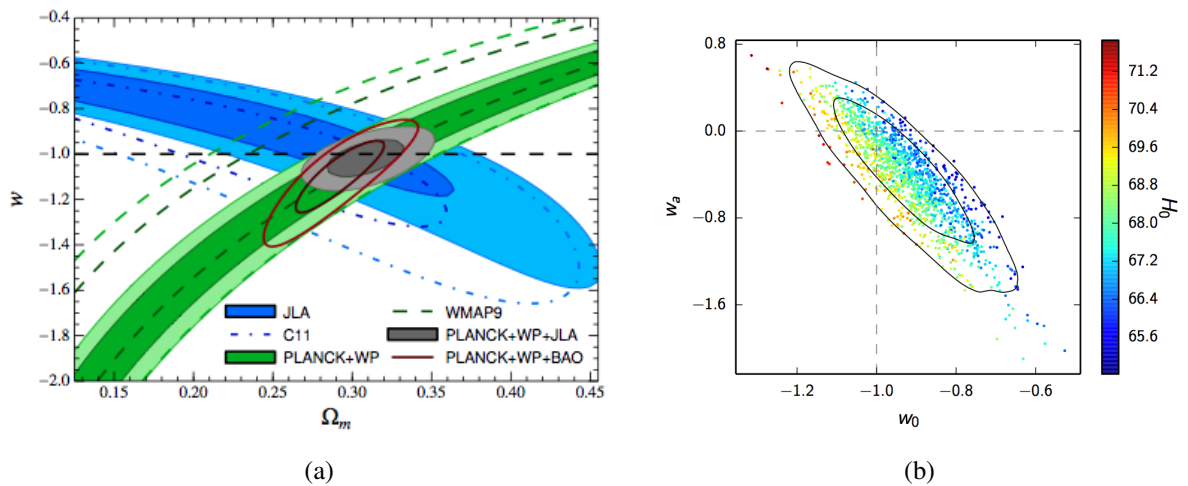 −0.4
−0.6
−0.8
−1.0
−1.2
−1.4
−1.6
−1.8
−2.0
w
0.15 0.20 0.25 0.30 0.35 0.40 0.45
Ωm
JLA
C11
PLANCK+WP
WMAP9
PLANCK+WP+JLA
PLANCK+WP+BAO
(a)
0.8
0.0
−0.8
−1.6
wa
−1.2 −1.0 −0.8 −0.6
w0
71.2
70.4
69.6
68.8
68.0
67.2
66.4
65.6
H0
(b)